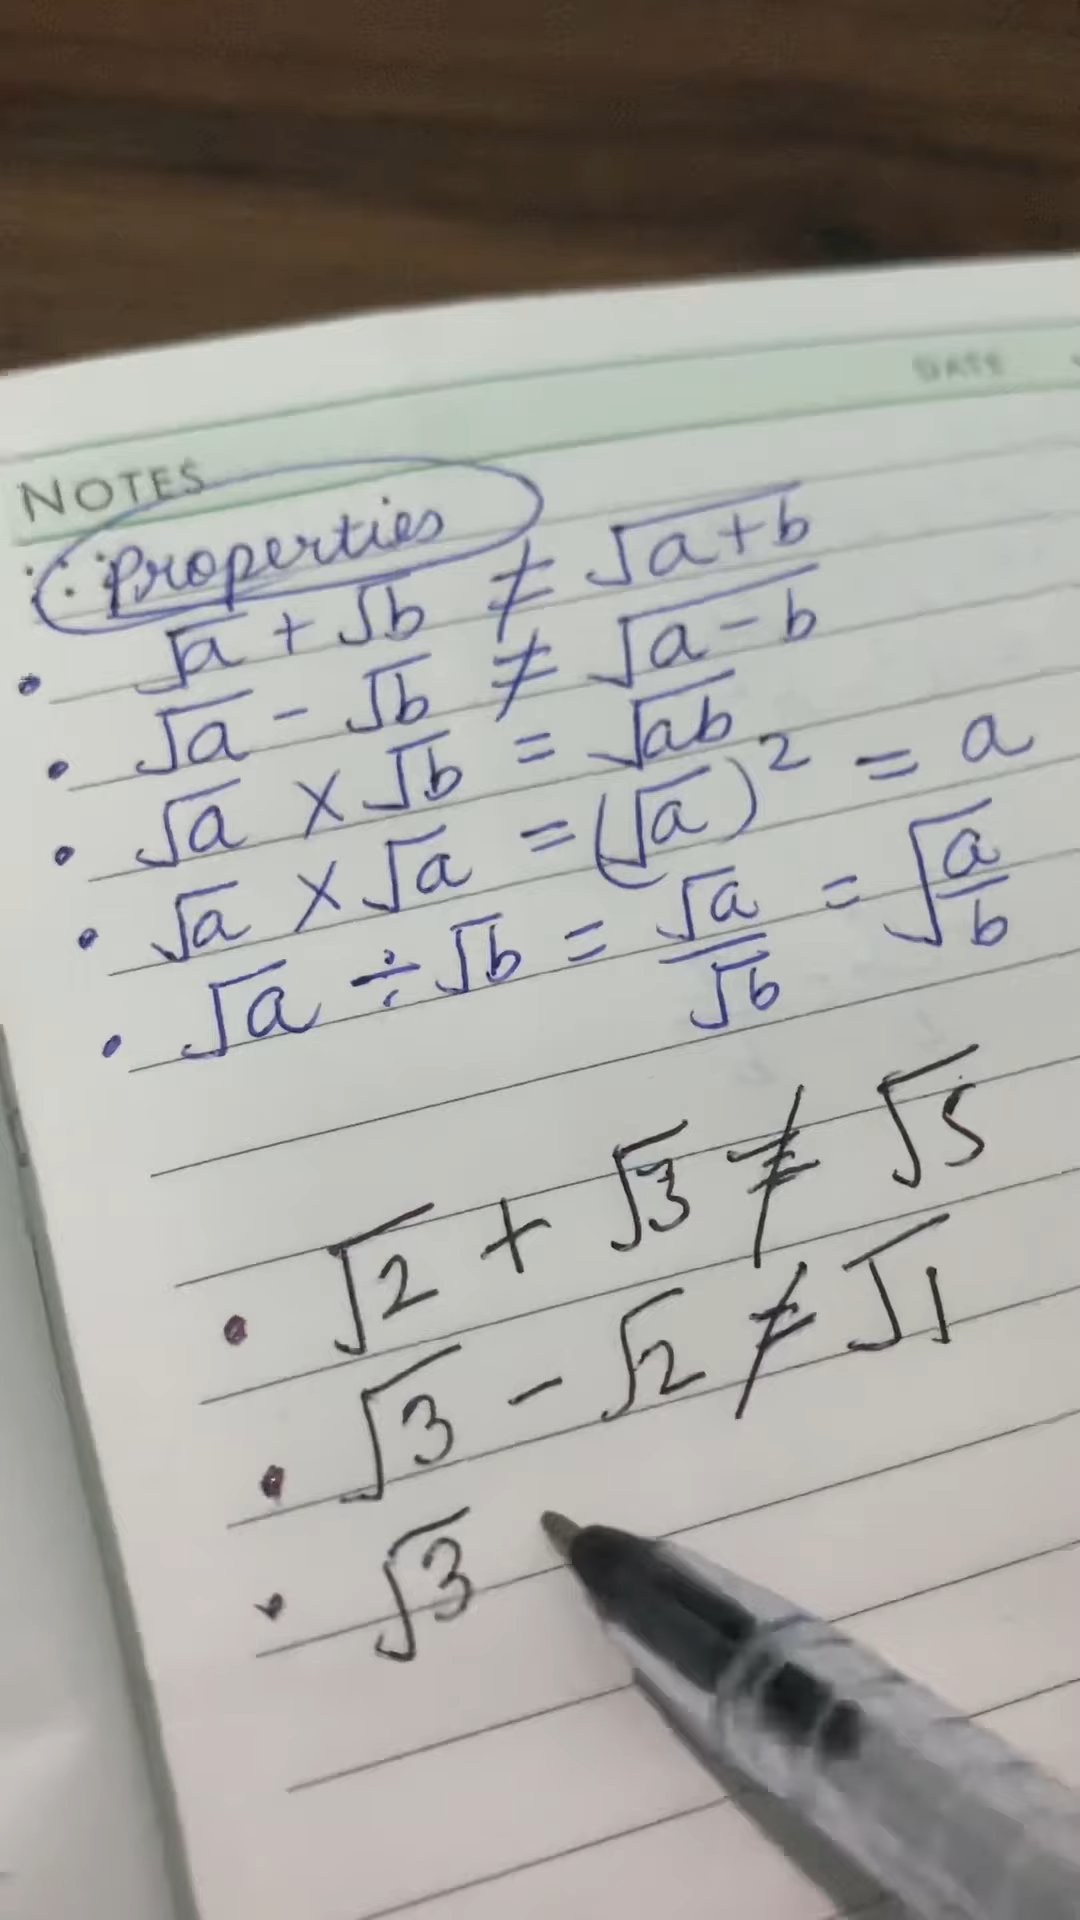 DATE
NOTES
Properties
• √a + √b ≠ √(a+b)
• √a - √b ≠ √(a-b)
• √a × √b = √(ab)
• √a × √a = (√a)² = a
• √a ÷ √b = √a/√b = √(a/b)
• √2 + √3 ≠ √5
• √3 - √2 ≠ √1
• √3